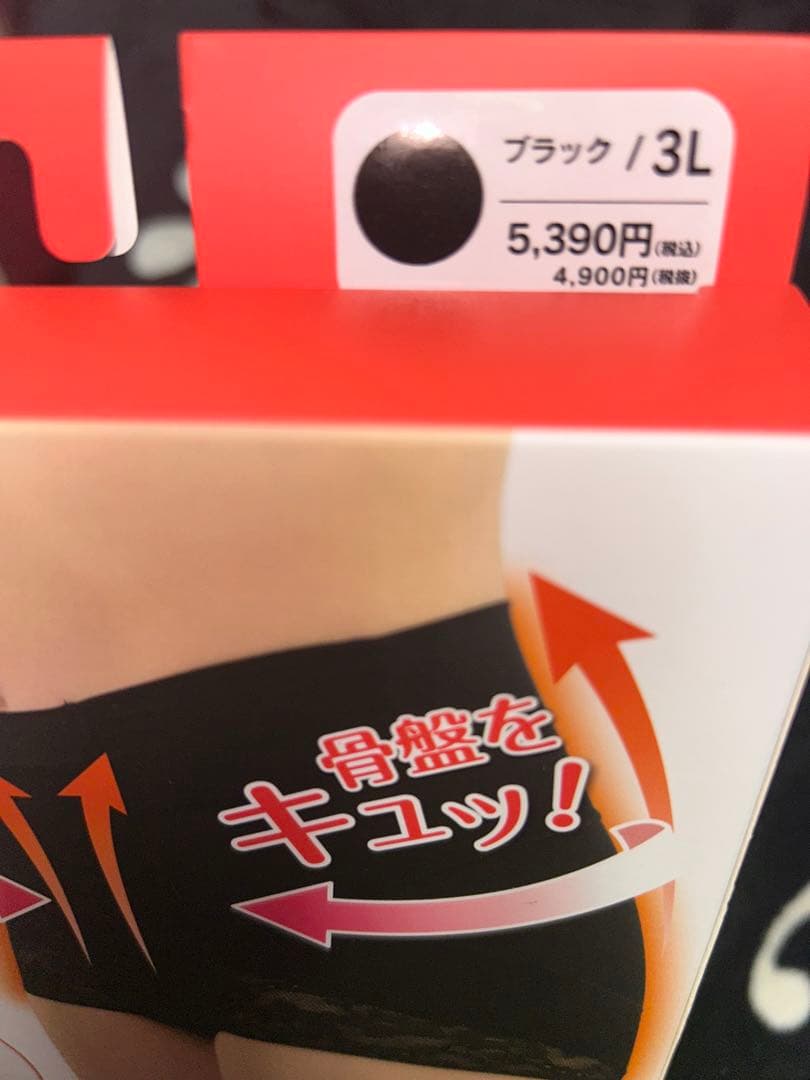 ブラック / 3L
5,390円(税込)
4,900円(税抜)
骨盤を
キュッ!